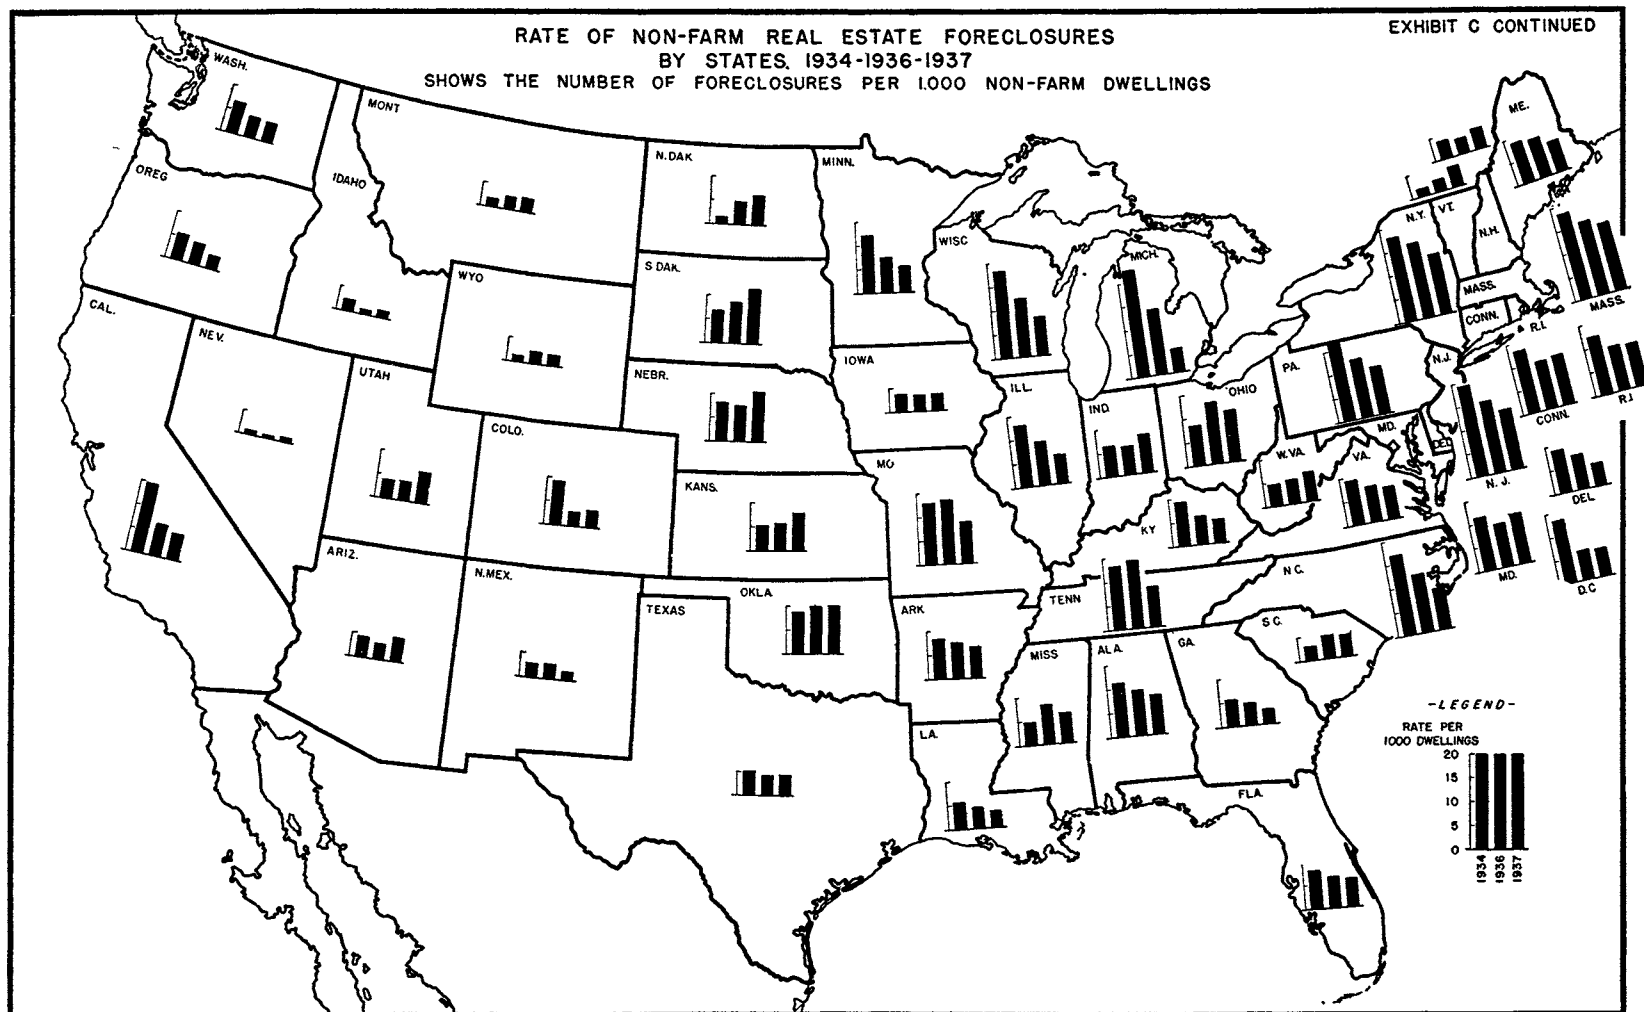 EXHIBIT C CONTINUED
RATE OF NON-FARM REAL ESTATE FORECLOSURES
BY STATES. 1934-1936-1937
SHOWS THE NUMBER OF FORECLOSURES PER 1.000 NON-FARM DWELLINGS
WASH.
MONT
N.DAK
MINN.
ME.
OREG
IDAHO
WISC
MICH.
N.Y.
VT.
N.H.
S DAK.
WYO
MASS.
MASS.
CAL.
NEV.
CONN.
R.I.
UTAH
NEBR.
IOWA
ILL.
IND.
OHIO
PA.
N.J.
R.I
CONN.
COLO.
MO
MD.
DEL
W.VA.
VA.
N. J.
DEL
KANS.
KY
ARIZ.
N.MEX.
OKLA
TEXAS
ARK
TENN
N C.
MD.
D.C
MISS
ALA.
GA.
S C.
LA.
FLA.
-LEGEND-
RATE PER
1000 DWELLINGS
20
15
10
5
0
1934
1936
1937